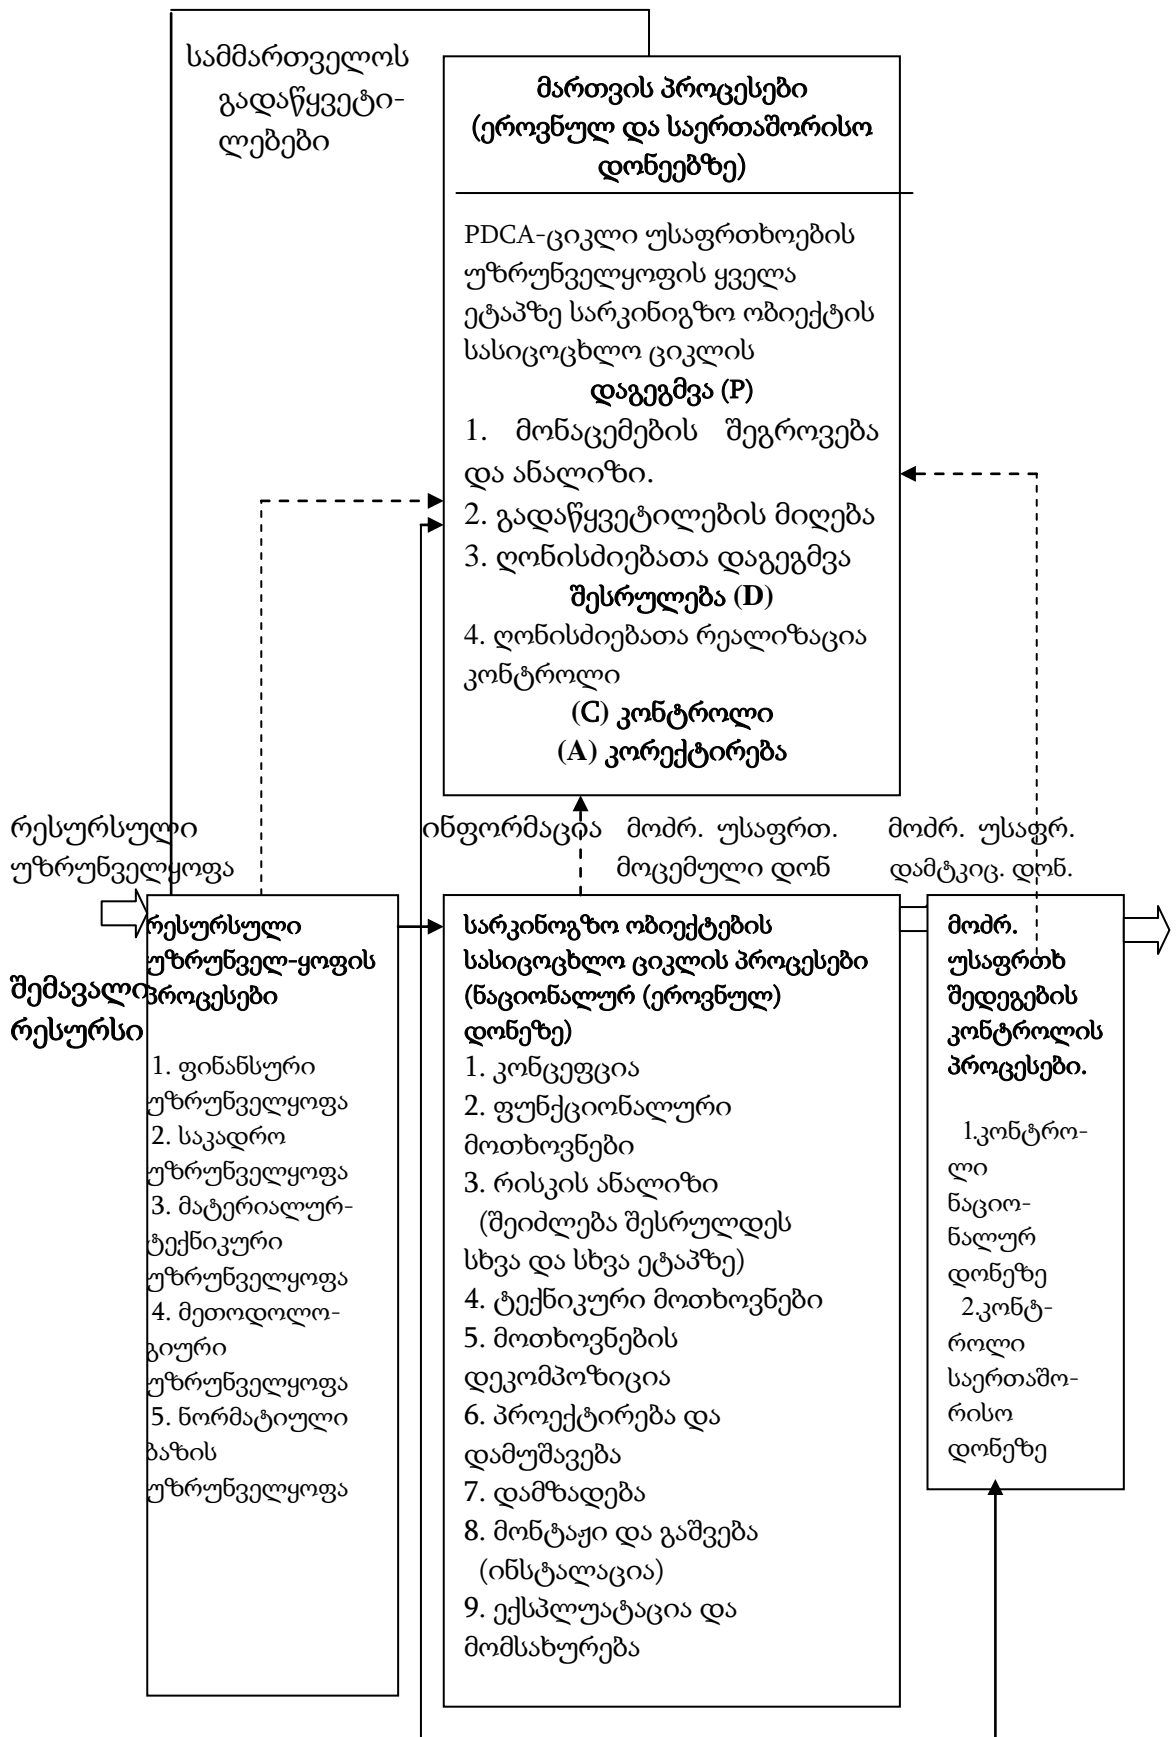 სამმართველოს
გადაწყვეტი-
ლებები
მართვის პროცესები
(ეროვნულ და საერთაშორისო
დონეებზე)
PDCA-ციკლი უსაფრთხოების
უზრუნველყოფის ყველა
ეტაპზე სარკინიგზო ობიექტის
სასიცოცხლო ციკლის
დაგეგმვა (P)
1. მონაცემების შეგროვება
და ანალიზი.
2. გადაწყვეტილების მიღება
3. ღონისძიებათა დაგეგმვა
შესრულება (D)
4. ღონისძიებათა რეალიზაცია
კონტროლი
(C) კონტროლი
(A) კორექტირება
რესურსული
უზრუნველყოფა
ინფორმაცია
მოძრ. უსაფრთ.
მოცემული დონ
მოძრ. უსაფრ.
დამტკიც. დონ.
შემავალი
რესურსი
რესურსული
უზრუნველ-ყოფის
პროცესები
1. ფინანსური
უზრუნველყოფა
2. საკადრო
უზრუნველყოფა
3. მატერიალურ-
ტექნიკური
უზრუნველყოფა
4. მეთოდოლო-
გიური
უზრუნველყოფა
5. ნორმატიული
ბაზის
უზრუნველყოფა
სარკინოგზო ობიექტების
სასიცოცხლო ციკლის პროცესები
(ნაციონალურ (ეროვნულ)
დონეზე)
1. კონცეფცია
2. ფუნქციონალური
მოთხოვნები
3. რისკის ანალიზი
(შეიძლება შესრულდეს
სხვა და სხვა ეტაპზე)
4. ტექნიკური მოთხოვნები
5. მოთხოვნების
დეკომპოზიცია
6. პროექტირება და
დამუშავება
7. დამზადება
8. მონტაჟი და გაშვება
(ინსტალაცია)
9. ექსპლუატაცია და
მომსახურება
მოძრ.
უსაფრთხ
შედეგების
კონტროლის
პროცესები.
1.კონტრო-
ლი
ნაციო-
ნალურ
დონეზე
2.კონტ-
როლი
საერთაშო-
რისო
დონეზე